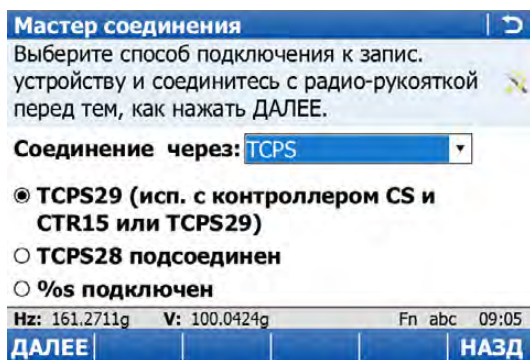 Мастер соединения
Выберите способ подключения к запис.
устройству и соединитесь с радио-рукояткой
перед тем, как нажать ДАЛЕЕ.
Соединение через: TCPS
TCPS29 (исп. с контроллером CS и
CTR15 или TCPS29)
TCPS28 подсоединен
%s подключен
Hz: 161.2711g V: 100.0424g Fn abc 09:05
ДАЛЕЕ НАЗД